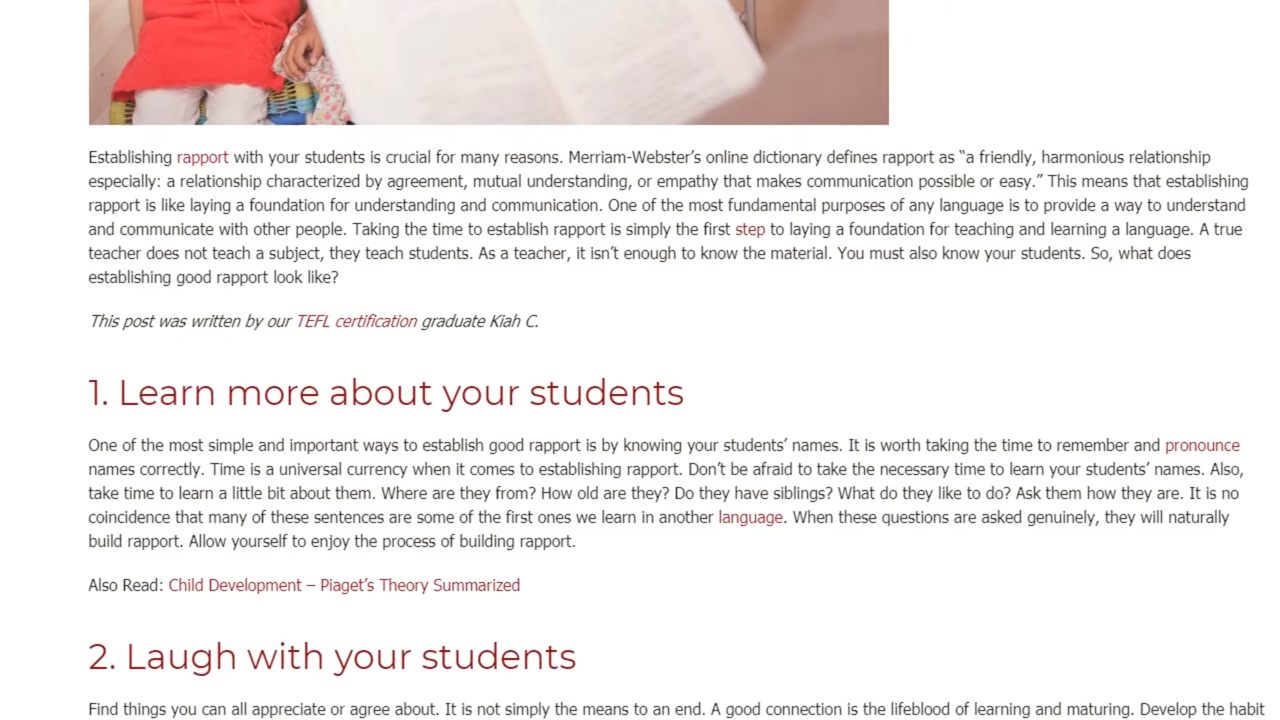 Establishing rapport with your students is crucial for many reasons. Merriam-Webster’s online dictionary defines rapport as “a friendly, harmonious relationship
especially: a relationship characterized by agreement, mutual understanding, or empathy that makes communication possible or easy.” This means that establishing
rapport is like laying a foundation for understanding and communication. One of the most fundamental purposes of any language is to provide a way to understand
and communicate with other people. Taking the time to establish rapport is simply the first step to laying a foundation for teaching and learning a language. A true
teacher does not teach a subject, they teach students. As a teacher, it isn’t enough to know the material. You must also know your students. So, what does
establishing good rapport look like?
This post was written by our TEFL certification graduate Kiah C.
1. Learn more about your students
One of the most simple and important ways to establish good rapport is by knowing your students’ names. It is worth taking the time to remember and pronounce
names correctly. Time is a universal currency when it comes to establishing rapport. Don’t be afraid to take the necessary time to learn your students’ names. Also,
take time to learn a little bit about them. Where are they from? How old are they? Do they have siblings? What do they like to do? Ask them how they are. It is no
coincidence that many of these sentences are some of the first ones we learn in another language. When these questions are asked genuinely, they will naturally
build rapport. Allow yourself to enjoy the process of building rapport.
Also Read: Child Development – Piaget’s Theory Summarized
2. Laugh with your students
Find things you can all appreciate or agree about. It is not simply the means to an end. A good connection is the lifeblood of learning and maturing. Develop the habit